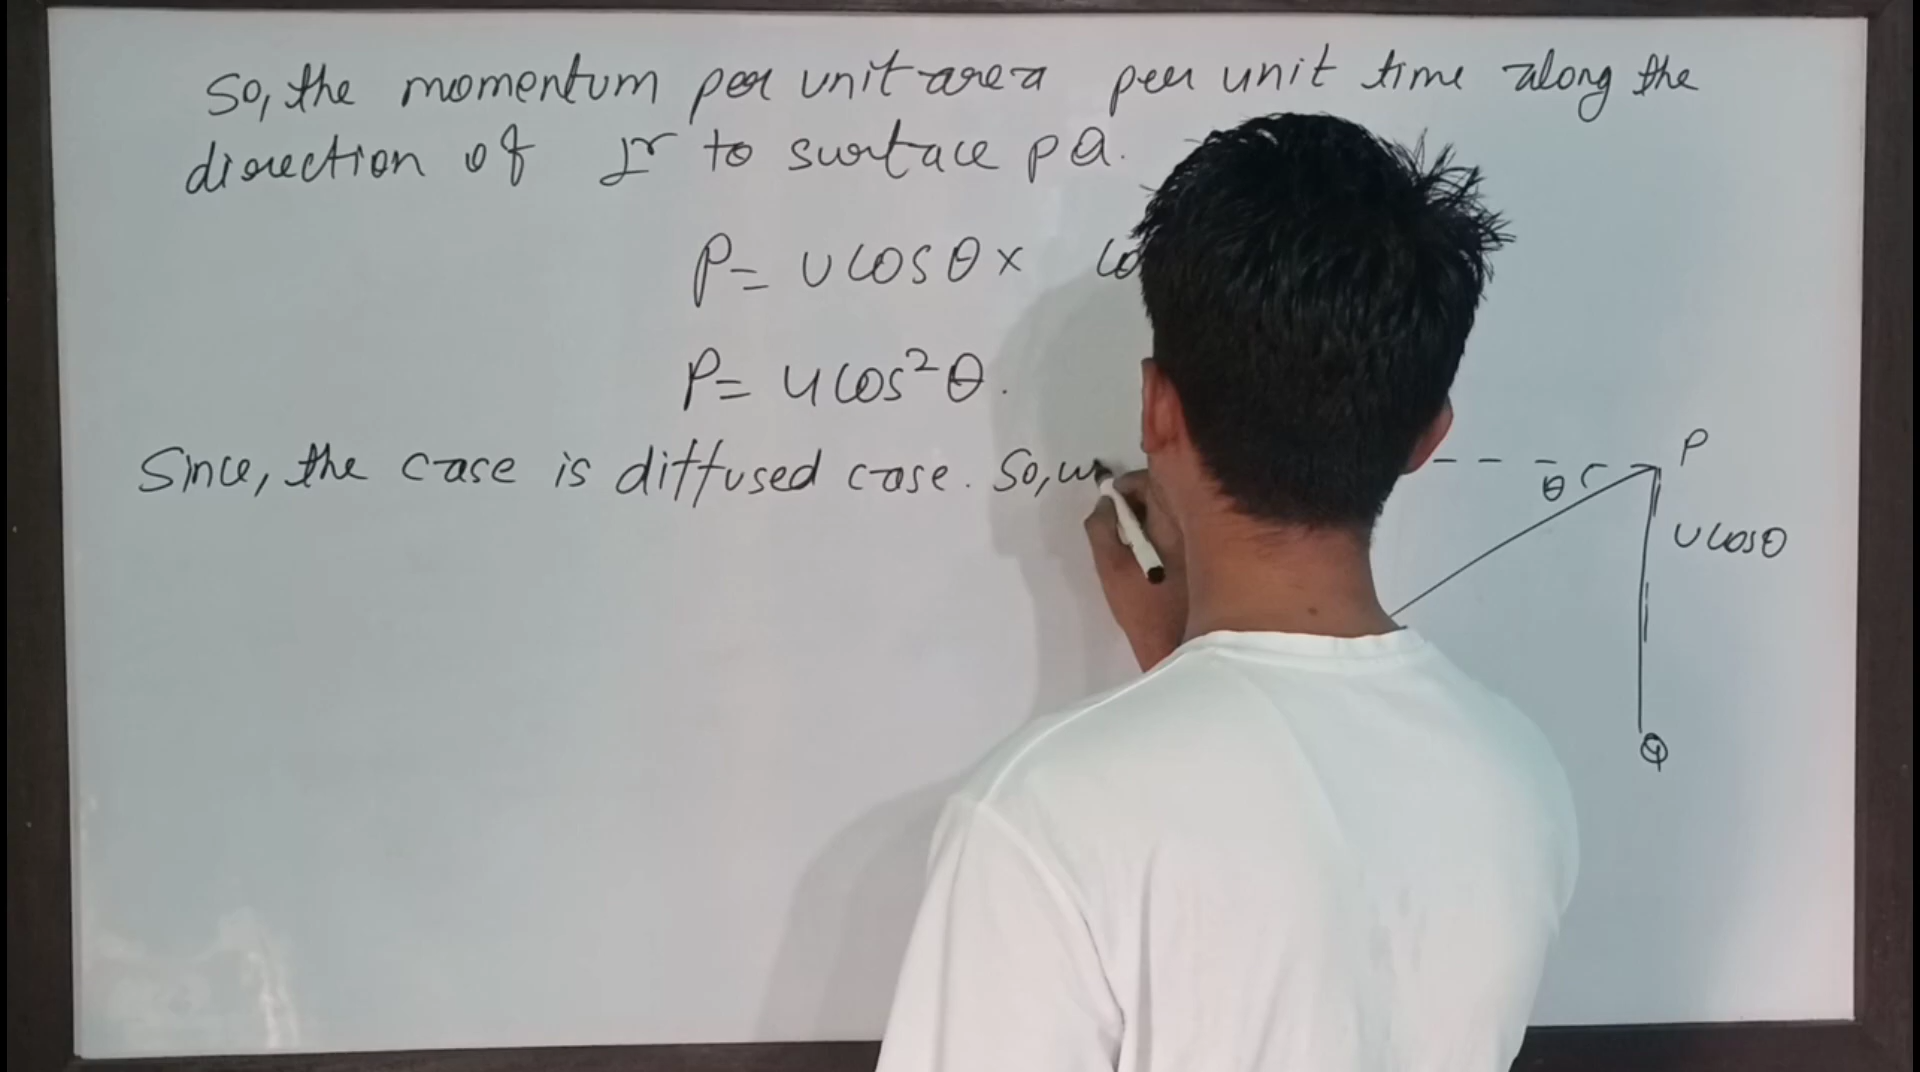 So, the momentum per unit area per unit time along the
direction of ⊥r to surface PQ.
P = U cos θ ×
P = U cos²θ.
Since, the case is diffused case. So,
P
θ
U cos θ
Q